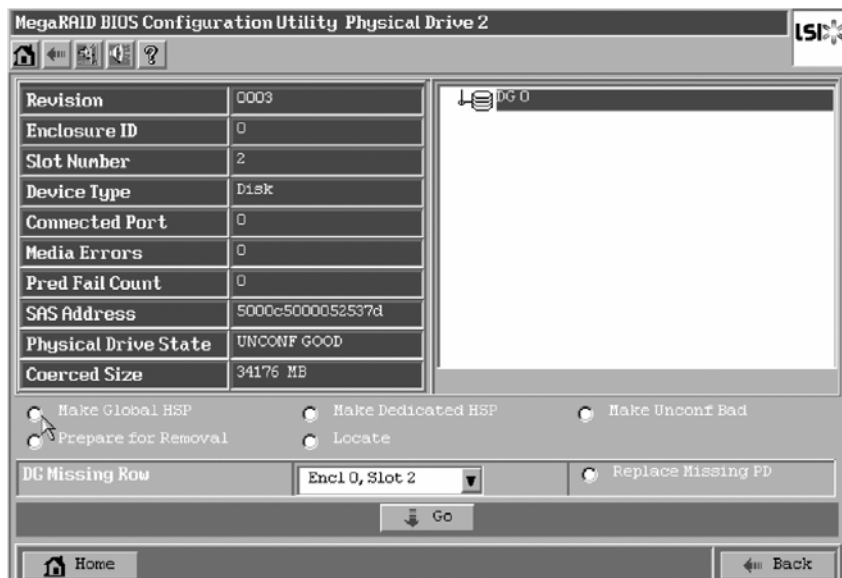 MegaRAID BIOS Configuration Utility Physical Drive 2
LSI
Revision 0003
Enclosure ID 0
Slot Number 2
Device Type Disk
Connected Port 0
Media Errors 0
Pred Fail Count 0
SAS Address 5000c5000052537d
Physical Drive State UNCONF GOOD
Coerced Size 34176 MB
DG 0
Make Global HSP Make Dedicated HSP Make Unconf Bad
Prepare for Removal Locate
DG Missing Row Encl 0, Slot 2 Replace Missing PD
Go
Home Back